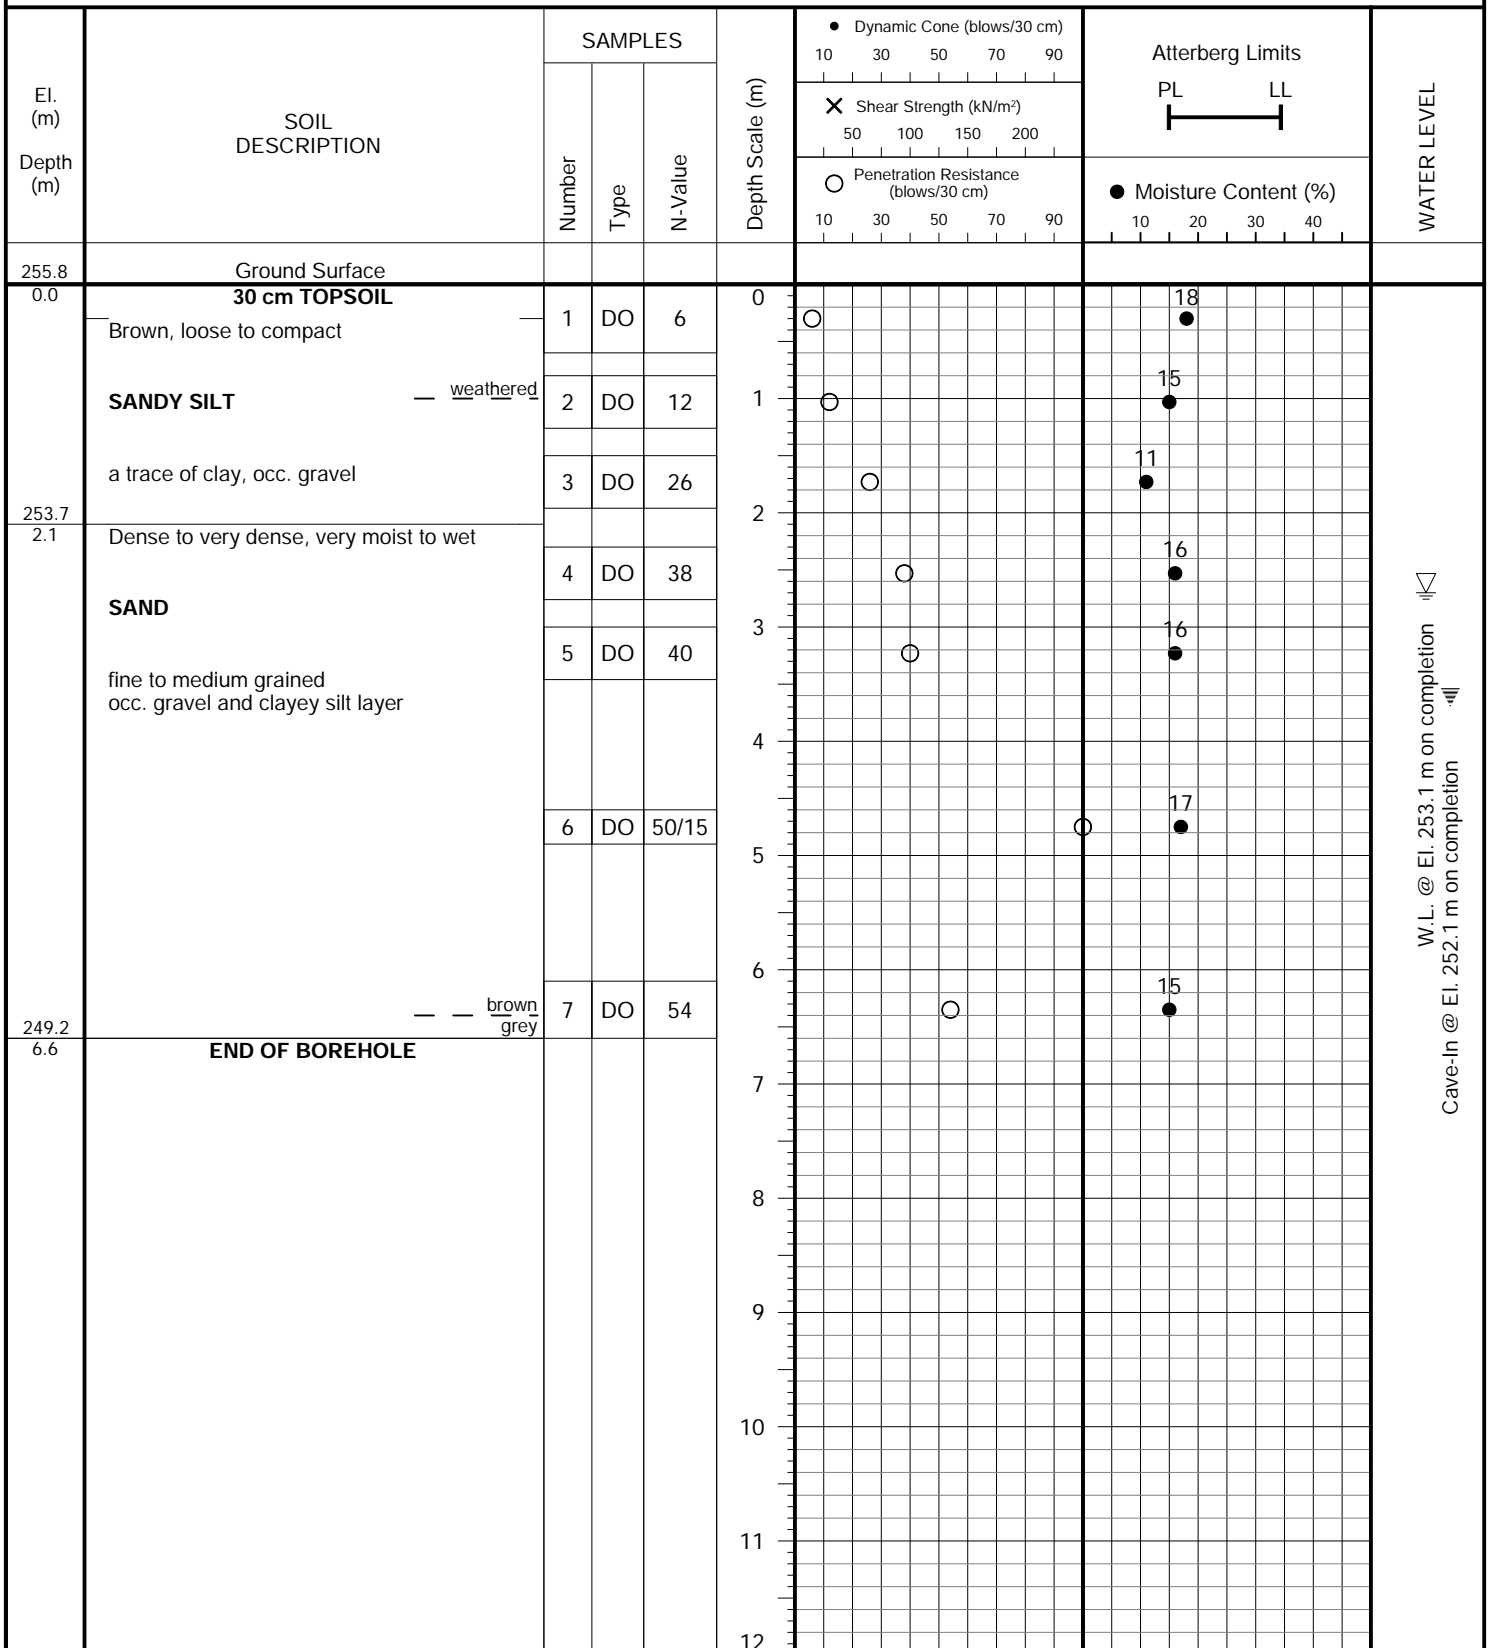 El.
(m)
Depth
(m)
SOIL
DESCRIPTION
SAMPLES
Number
Type
N-Value
Depth Scale (m)
Dynamic Cone (blows/30 cm)
10 30 50 70 90
Shear Strength (kN/m²)
50 100 150 200
Penetration Resistance
(blows/30 cm)
10 30 50 70 90
Atterberg Limits
PL LL
Moisture Content (%)
10 20 30 40
WATER LEVEL
255.8 Ground Surface
0.0 30 cm TOPSOIL 0
18
Brown, loose to compact 1 DO 6
weathered
15
SANDY SILT 2 DO 12 1
11
a trace of clay, occ. gravel 3 DO 26
253.7 2
2.1 Dense to very dense, very moist to wet
16
4 DO 38
SAND
3 16
5 DO 40
fine to medium grained
occ. gravel and clayey silt layer
4
17
6 DO 50/15
5
6
15
brown 7 DO 54
249.2 grey
6.6 END OF BOREHOLE
7
8
9
10
11
12
W.L. @ El. 253.1 m on completion
Cave-In @ El. 252.1 m on completion